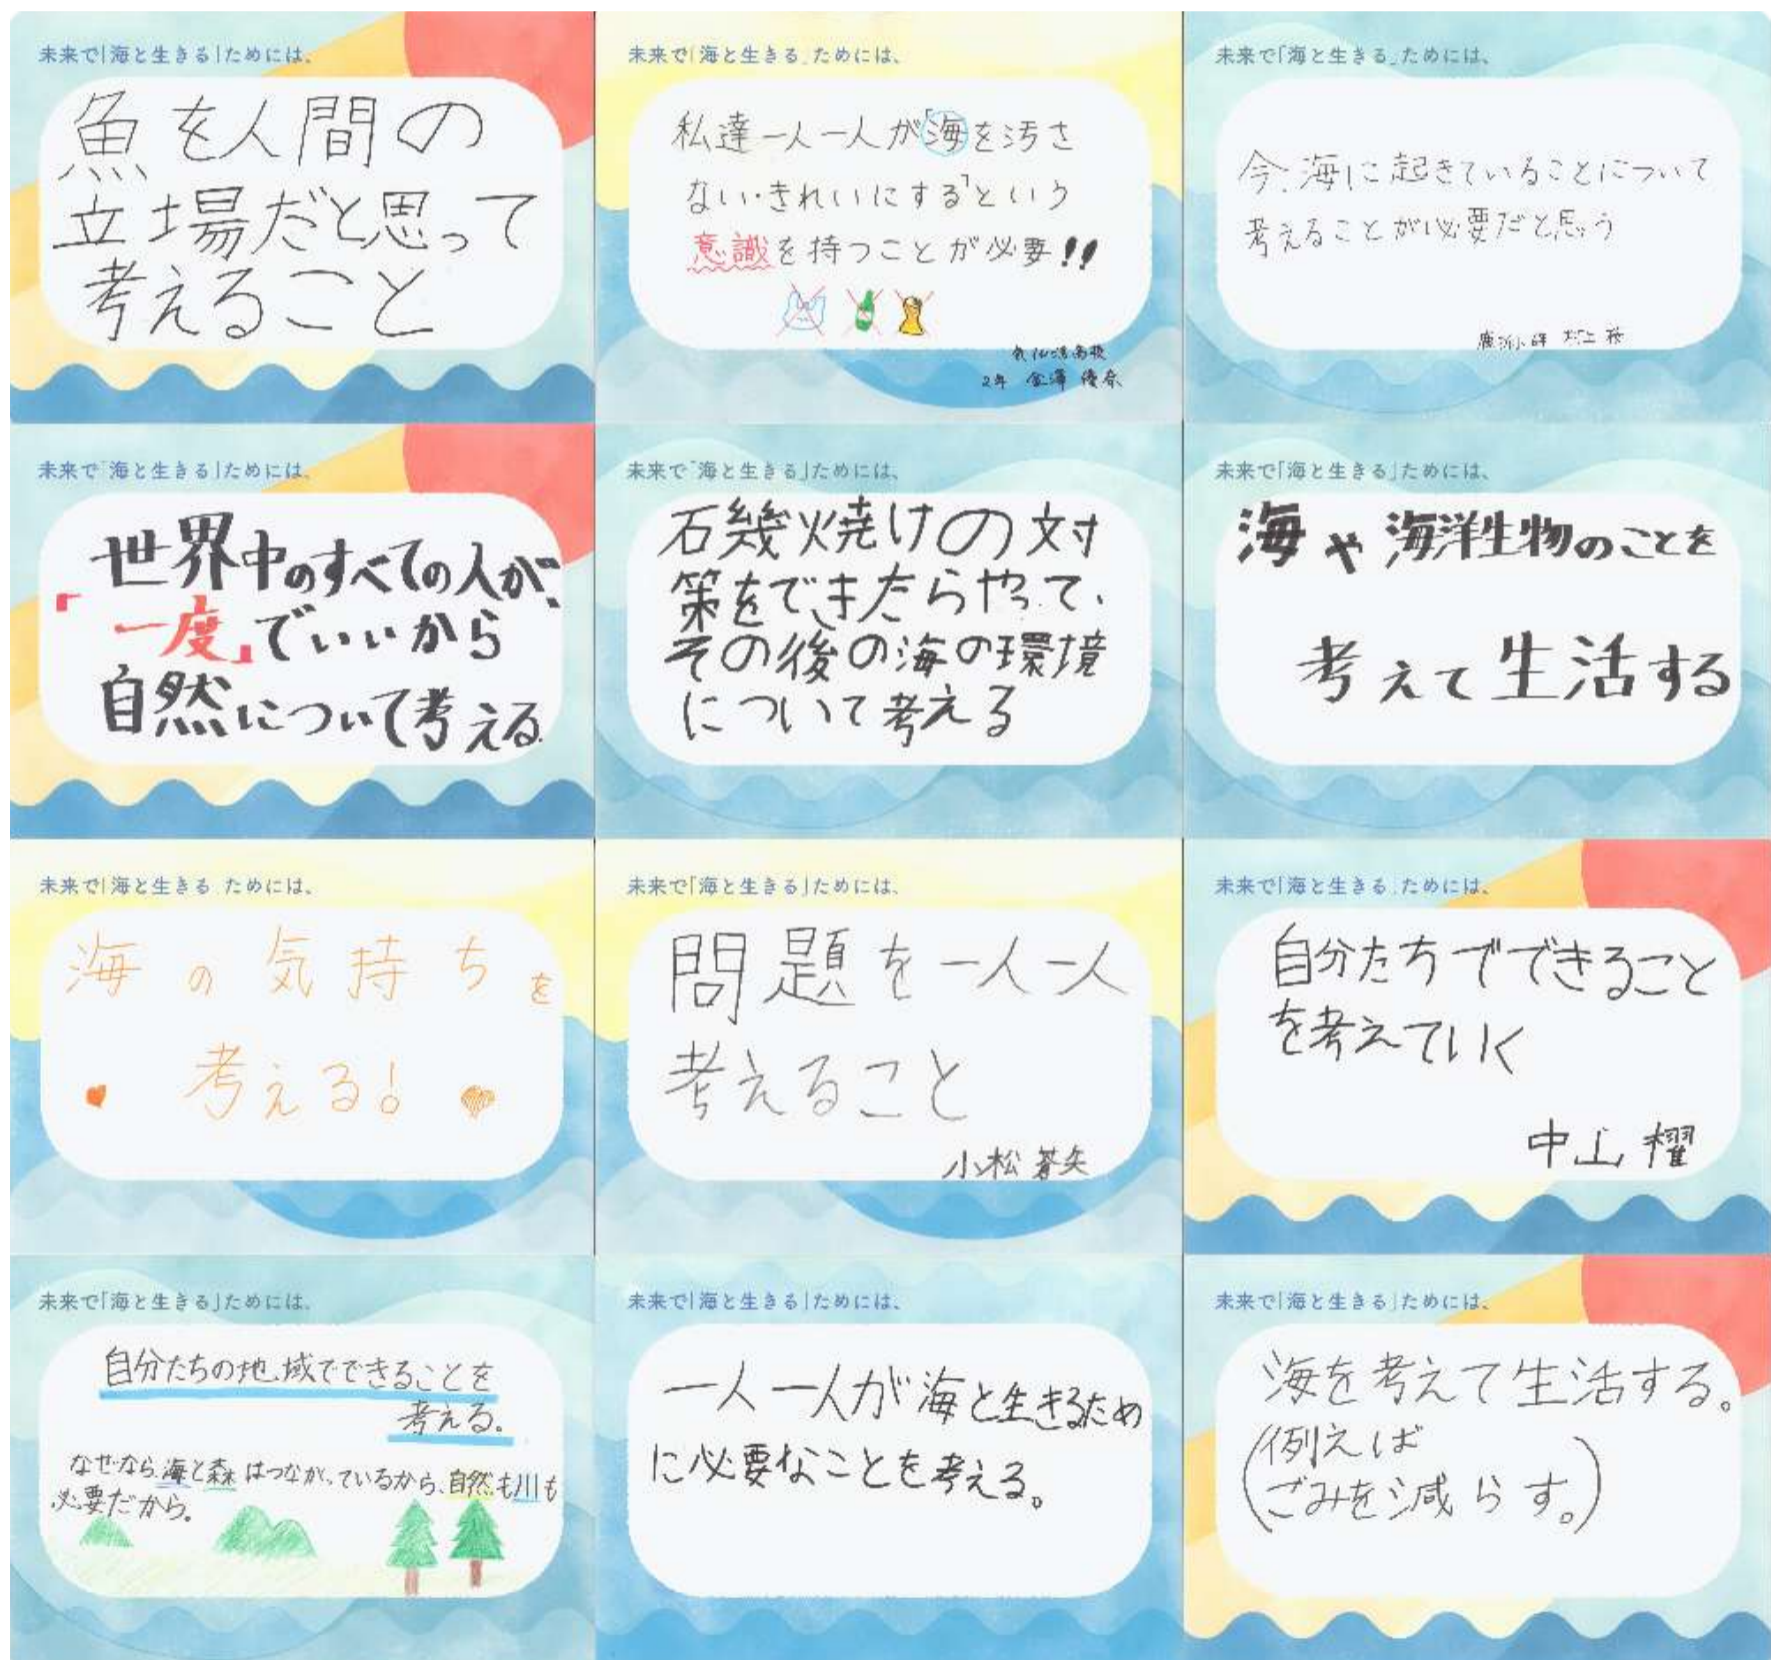 未来で「海と生きる」ためには、
魚を人間の
立場だと思って
考えること
未来で「海と生きる」ためには、
私達一人一人が「海を汚さ
ない・きれいにする」という
意識を持つことが必要!!
気仙沼高校
2年 金澤 優奈
未来で「海と生きる」ためには、
今、海に起きていることについて
考えることが必要だと思う
村上
未来で「海と生きる」ためには、
世界中のすべての人が、
「一度」でいいから
自然について考える
未来で「海と生きる」ためには、
石幾焼けの対
策をできたらやって、
その後の海の環境
について考える
未来で「海と生きる」ためには、
海や海洋生物のことを
考えて生活する
未来で「海と生きる」ためには、
海の気持ちを
考える!
未来で「海と生きる」ためには、
問題を一人一人
考えること
小松
未来で「海と生きる」ためには、
自分たちでできること
を考えていく
中山 櫂
未来で「海と生きる」ためには、
自分たちの地域でできることを
考える。
なぜなら、海と森はつながっているから、自然も川も
必要だから。
未来で「海と生きる」ためには、
一人一人が海と生きるため
に必要なことを考える。
未来で「海と生きる」ためには、
海を考えて生活する。
(例えば
ごみを減らす。)